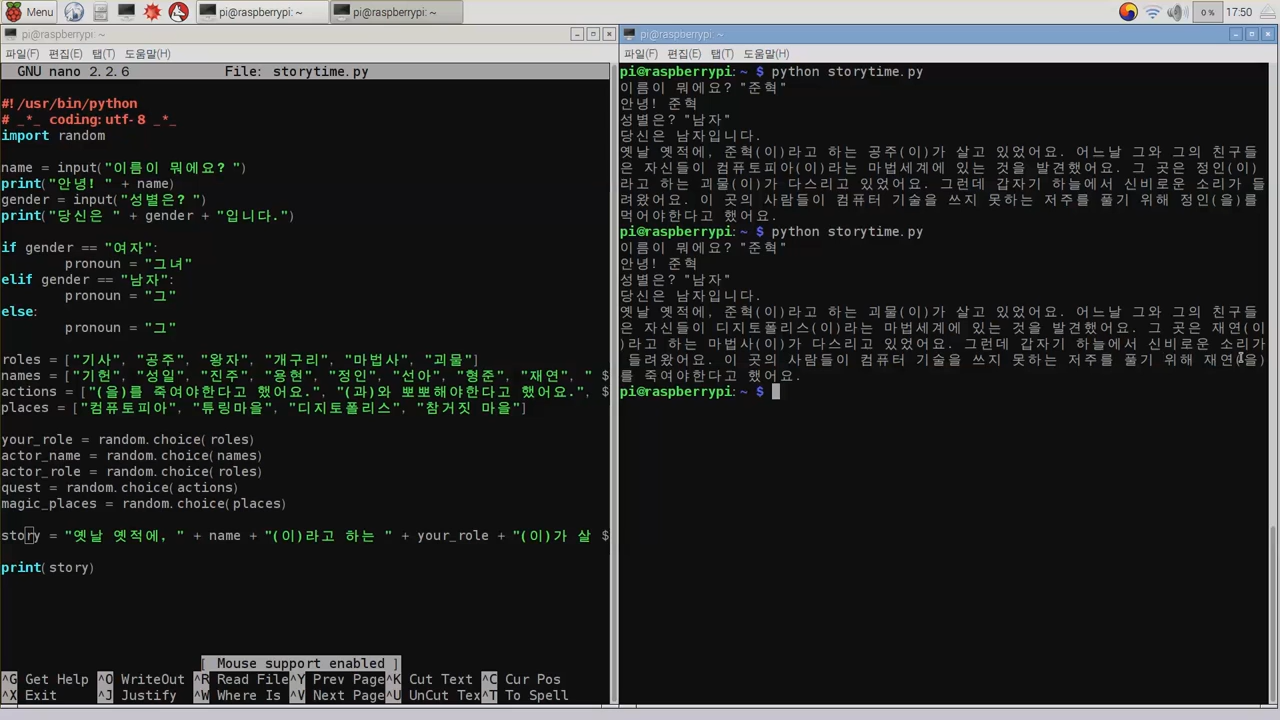 Menu
pi@raspberrypi: ~
pi@raspberrypi: ~
0 %
17:50
pi@raspberrypi: ~
파일(F) 편집(E) 탭(T) 도움말(H)
GNU nano 2.2.6 File: storytime.py
#!/usr/bin/python
# _*_ coding:utf-8 _*_
import random
name = input("이름이 뭐에요? ")
print("안녕! " + name)
gender = input("성별은? ")
print("당신은 " + gender + "입니다.")
if gender == "여자":
pronoun = "그녀"
elif gender == "남자":
pronoun = "그"
else:
pronoun = "그"
roles = ["기사", "공주", "왕자", "개구리", "마법사", "괴물"]
names = ["기헌", "성일", "진주", "용현", "정인", "선아", "형준", "재연", " $
actions = ["(을)를 죽여야한다고 했어요.", "(과)와 뽀뽀해야한다고 했어요.", $
places = ["컴퓨토피아", "튜링마을", "디지토폴리스", "참거짓 마을"]
your_role = random.choice(roles)
actor_name = random.choice(names)
actor_role = random.choice(roles)
quest = random.choice(actions)
magic_places = random.choice(places)
story = "옛날 옛적에, " + name + "(이)라고 하는 " + your_role + "(이)가 살 $
print(story)
[ Mouse support enabled ]
^G Get Help ^O WriteOut ^R Read File ^Y Prev Page ^K Cut Text ^C Cur Pos
^X Exit ^J Justify ^W Where Is ^V Next Page ^U UnCut Tex ^T To Spell
pi@raspberrypi: ~
파일(F) 편집(E) 탭(T) 도움말(H)
pi@raspberrypi:~ $ python storytime.py
이름이 뭐에요? "준혁"
안녕! 준혁
성별은? "남자"
당신은 남자입니다.
옛날 옛적에, 준혁(이)라고 하는 공주(이)가 살고 있었어요. 어느날 그와 그의 친구들
은 자신들이 컴퓨토피아(이)라는 마법세계에 있는 것을 발견했어요. 그 곳은 정인(이)
라고 하는 괴물(이)가 다스리고 있었어요. 그런데 갑자기 하늘에서 신비로운 소리가 들
려왔어요. 이 곳의 사람들이 컴퓨터 기술을 쓰지 못하는 저주를 풀기 위해 정인(을)를
먹어야한다고 했어요.
pi@raspberrypi:~ $ python storytime.py
이름이 뭐에요? "준혁"
안녕! 준혁
성별은? "남자"
당신은 남자입니다.
옛날 옛적에, 준혁(이)라고 하는 괴물(이)가 살고 있었어요. 어느날 그와 그의 친구들
은 자신들이 디지토폴리스(이)라는 마법세계에 있는 것을 발견했어요. 그 곳은 재연(이
)라고 하는 마법사(이)가 다스리고 있었어요. 그런데 갑자기 하늘에서 신비로운 소리가
들려왔어요. 이 곳의 사람들이 컴퓨터 기술을 쓰지 못하는 저주를 풀기 위해 재연(을)
를 죽여야한다고 했어요.
pi@raspberrypi:~ $